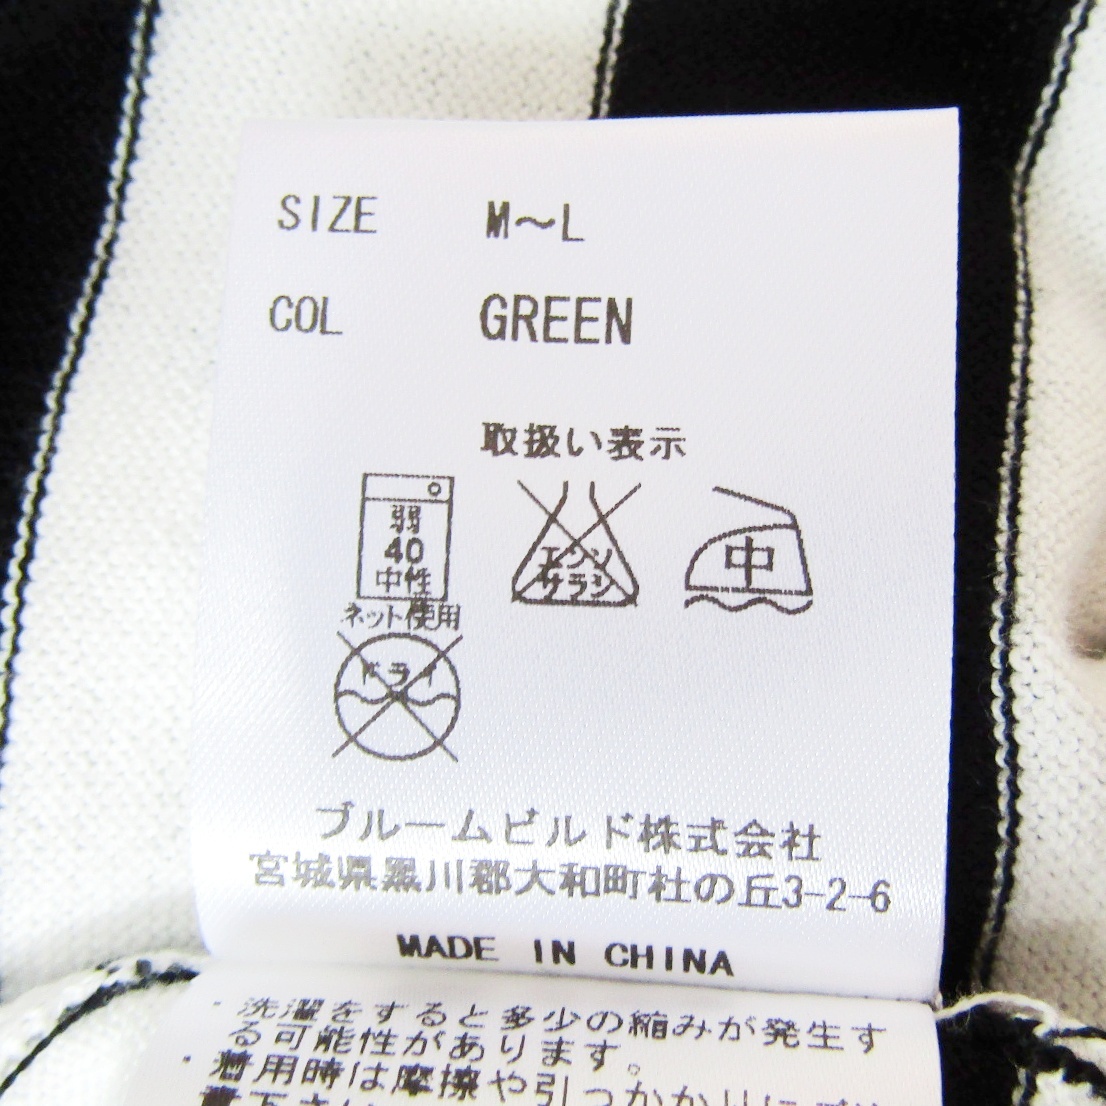 SIZE M～L
COL GREEN
取扱い表示
弱
40
中性
ネット使用
エンソ
サラシ
中
ドライ
ブルームビルド株式会社
宮城県黒川郡大和町杜の丘3-2-6
MADE IN CHINA
・洗濯をすると多少の縮みが発生す
る可能性があります。
・着用時は摩擦や引っかかりに